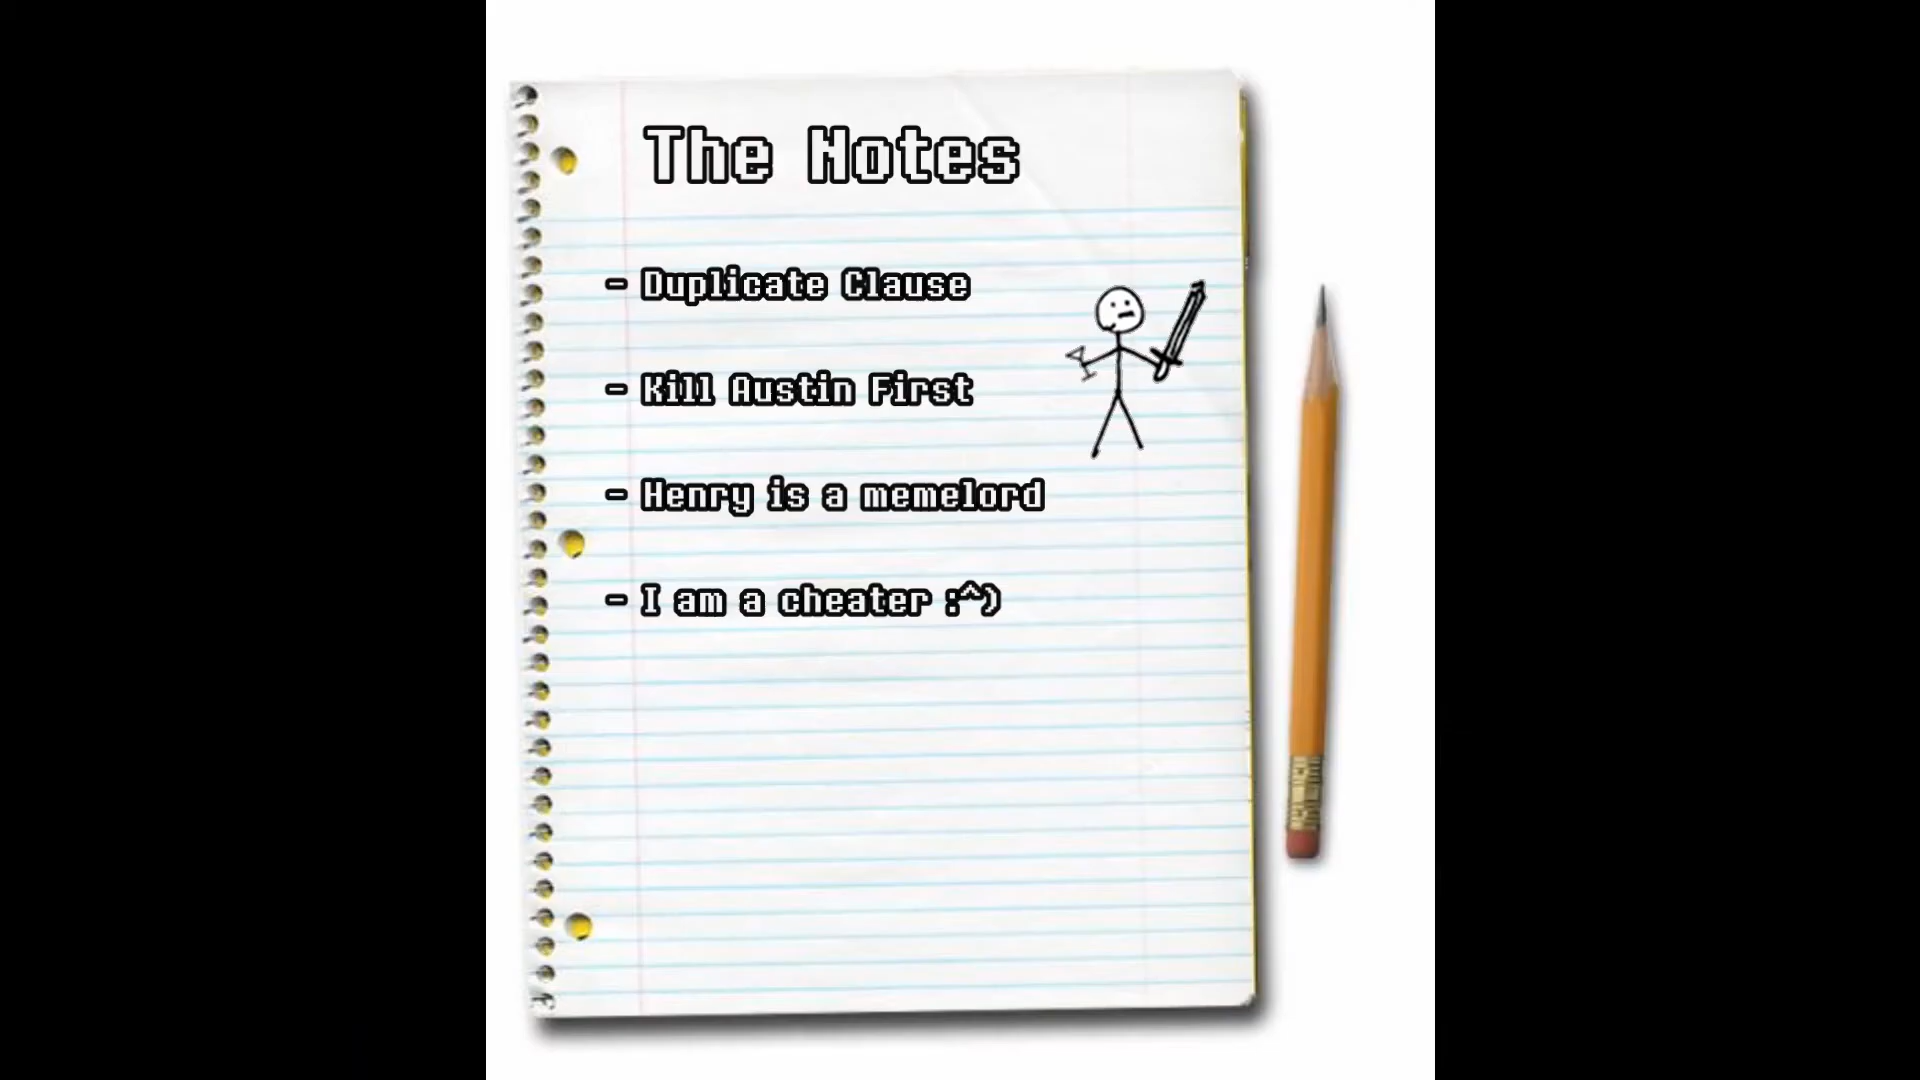 The Notes
- Duplicate Clause
- Kill Austin First
- Henry is a memelord
- I am a cheater :^)